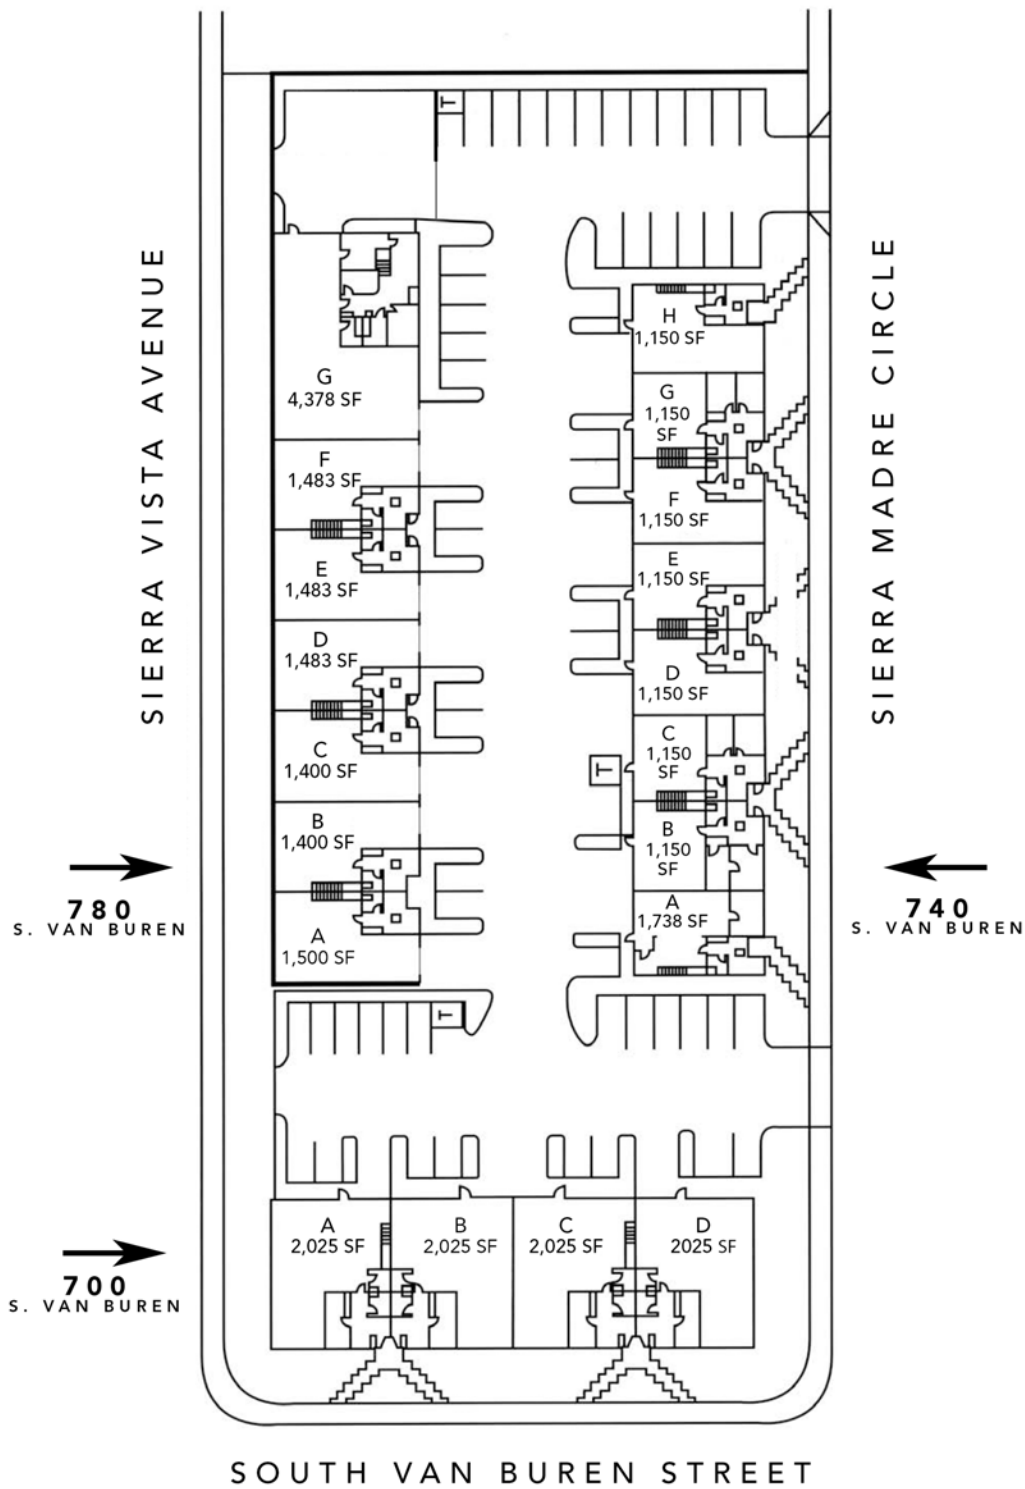 T
SIERRA VISTA AVENUE
SIERRA MADRE CIRCLE
G
4,378 SF
F
1,483 SF
E
1,483 SF
D
1,483 SF
C
1,400 SF
B
1,400 SF
A
1,500 SF
T
H
1,150 SF
G
1,150
SF
F
1,150 SF
E
1,150 SF
D
1,150 SF
C
1,150
SF
T
B
1,150
SF
A
1,738 SF
780
S. VAN BUREN
740
S. VAN BUREN
A
2,025 SF
B
2,025 SF
C
2,025 SF
D
2025 SF
700
S. VAN BUREN
SOUTH VAN BUREN STREET